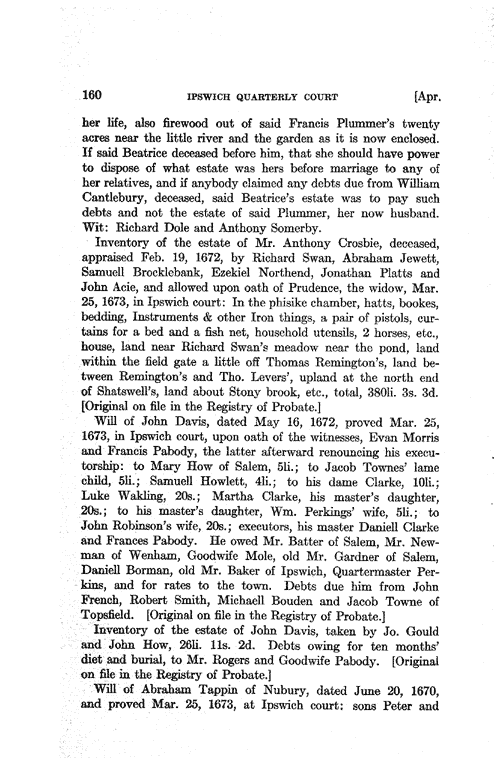 160 IPSWICH QUARTERLY COURT [Apr.
her life, also firewood out of said Francis Plummer's twenty
acres near the little river and the garden as it is now enclosed.
If said Beatrice deceased before him, that she should have power
to dispose of what estate was hers before marriage to any of
her relatives, and if anybody claimed any debts due from William
Cantlebury, deceased, said Beatrice's estate was to pay such
debts and not the estate of said Plummer, her now husband.
Wit: Richard Dole and Anthony Somerby.
Inventory of the estate of Mr. Anthony Crosbie, deceased,
appraised Feb. 19, 1672, by Richard Swan, Abraham Jewett,
Samuell Brocklebank, Ezekiel Northend, Jonathan Platts and
John Acie, and allowed upon oath of Prudence, the widow, Mar.
25, 1673, in Ipswich court: In the phisike chamber, hatts, bookes,
bedding, Instruments & other Iron things, a pair of pistols, cur-
tains for a bed and a fish net, household utensils, 2 horses, etc.,
house, land near Richard Swan's meadow near the pond, land
within the field gate a little off Thomas Remington's, land be-
tween Remington's and Tho. Levers', upland at the north end
of Shatswell's, land about Stony brook, etc., total, 380li. 3s. 3d.
[Original on file in the Registry of Probate.]
Will of John Davis, dated May 16, 1672, proved Mar. 25,
1673, in Ipswich court, upon oath of the witnesses, Evan Morris
and Francis Pabody, the latter afterward renouncing his execu-
torship: to Mary How of Salem, 5li.; to Jacob Townes' lame
child, 5li.; Samuell Howlett, 4li.; to his dame Clarke, 10li.;
Luke Wakling, 20s.; Martha Clarke, his master's daughter,
20s.; to his master's daughter, Wm. Perkings' wife, 5li.; to
John Robinson's wife, 20s.; executors, his master Daniell Clarke
and Frances Pabody. He owed Mr. Batter of Salem, Mr. New-
man of Wenham, Goodwife Mole, old Mr. Gardner of Salem,
Daniell Borman, old Mr. Baker of Ipswich, Quartermaster Per-
kins, and for rates to the town. Debts due him from John
French, Robert Smith, Michaell Bouden and Jacob Towne of
Topsfield. [Original on file in the Registry of Probate.]
Inventory of the estate of John Davis, taken by Jo. Gould
and John How, 26li. 11s. 2d. Debts owing for ten months'
diet and burial, to Mr. Rogers and Goodwife Pabody. [Original
on file in the Registry of Probate.]
Will of Abraham Tappin of Nubury, dated June 20, 1670,
and proved Mar. 25, 1673, at Ipswich court: sons Peter and